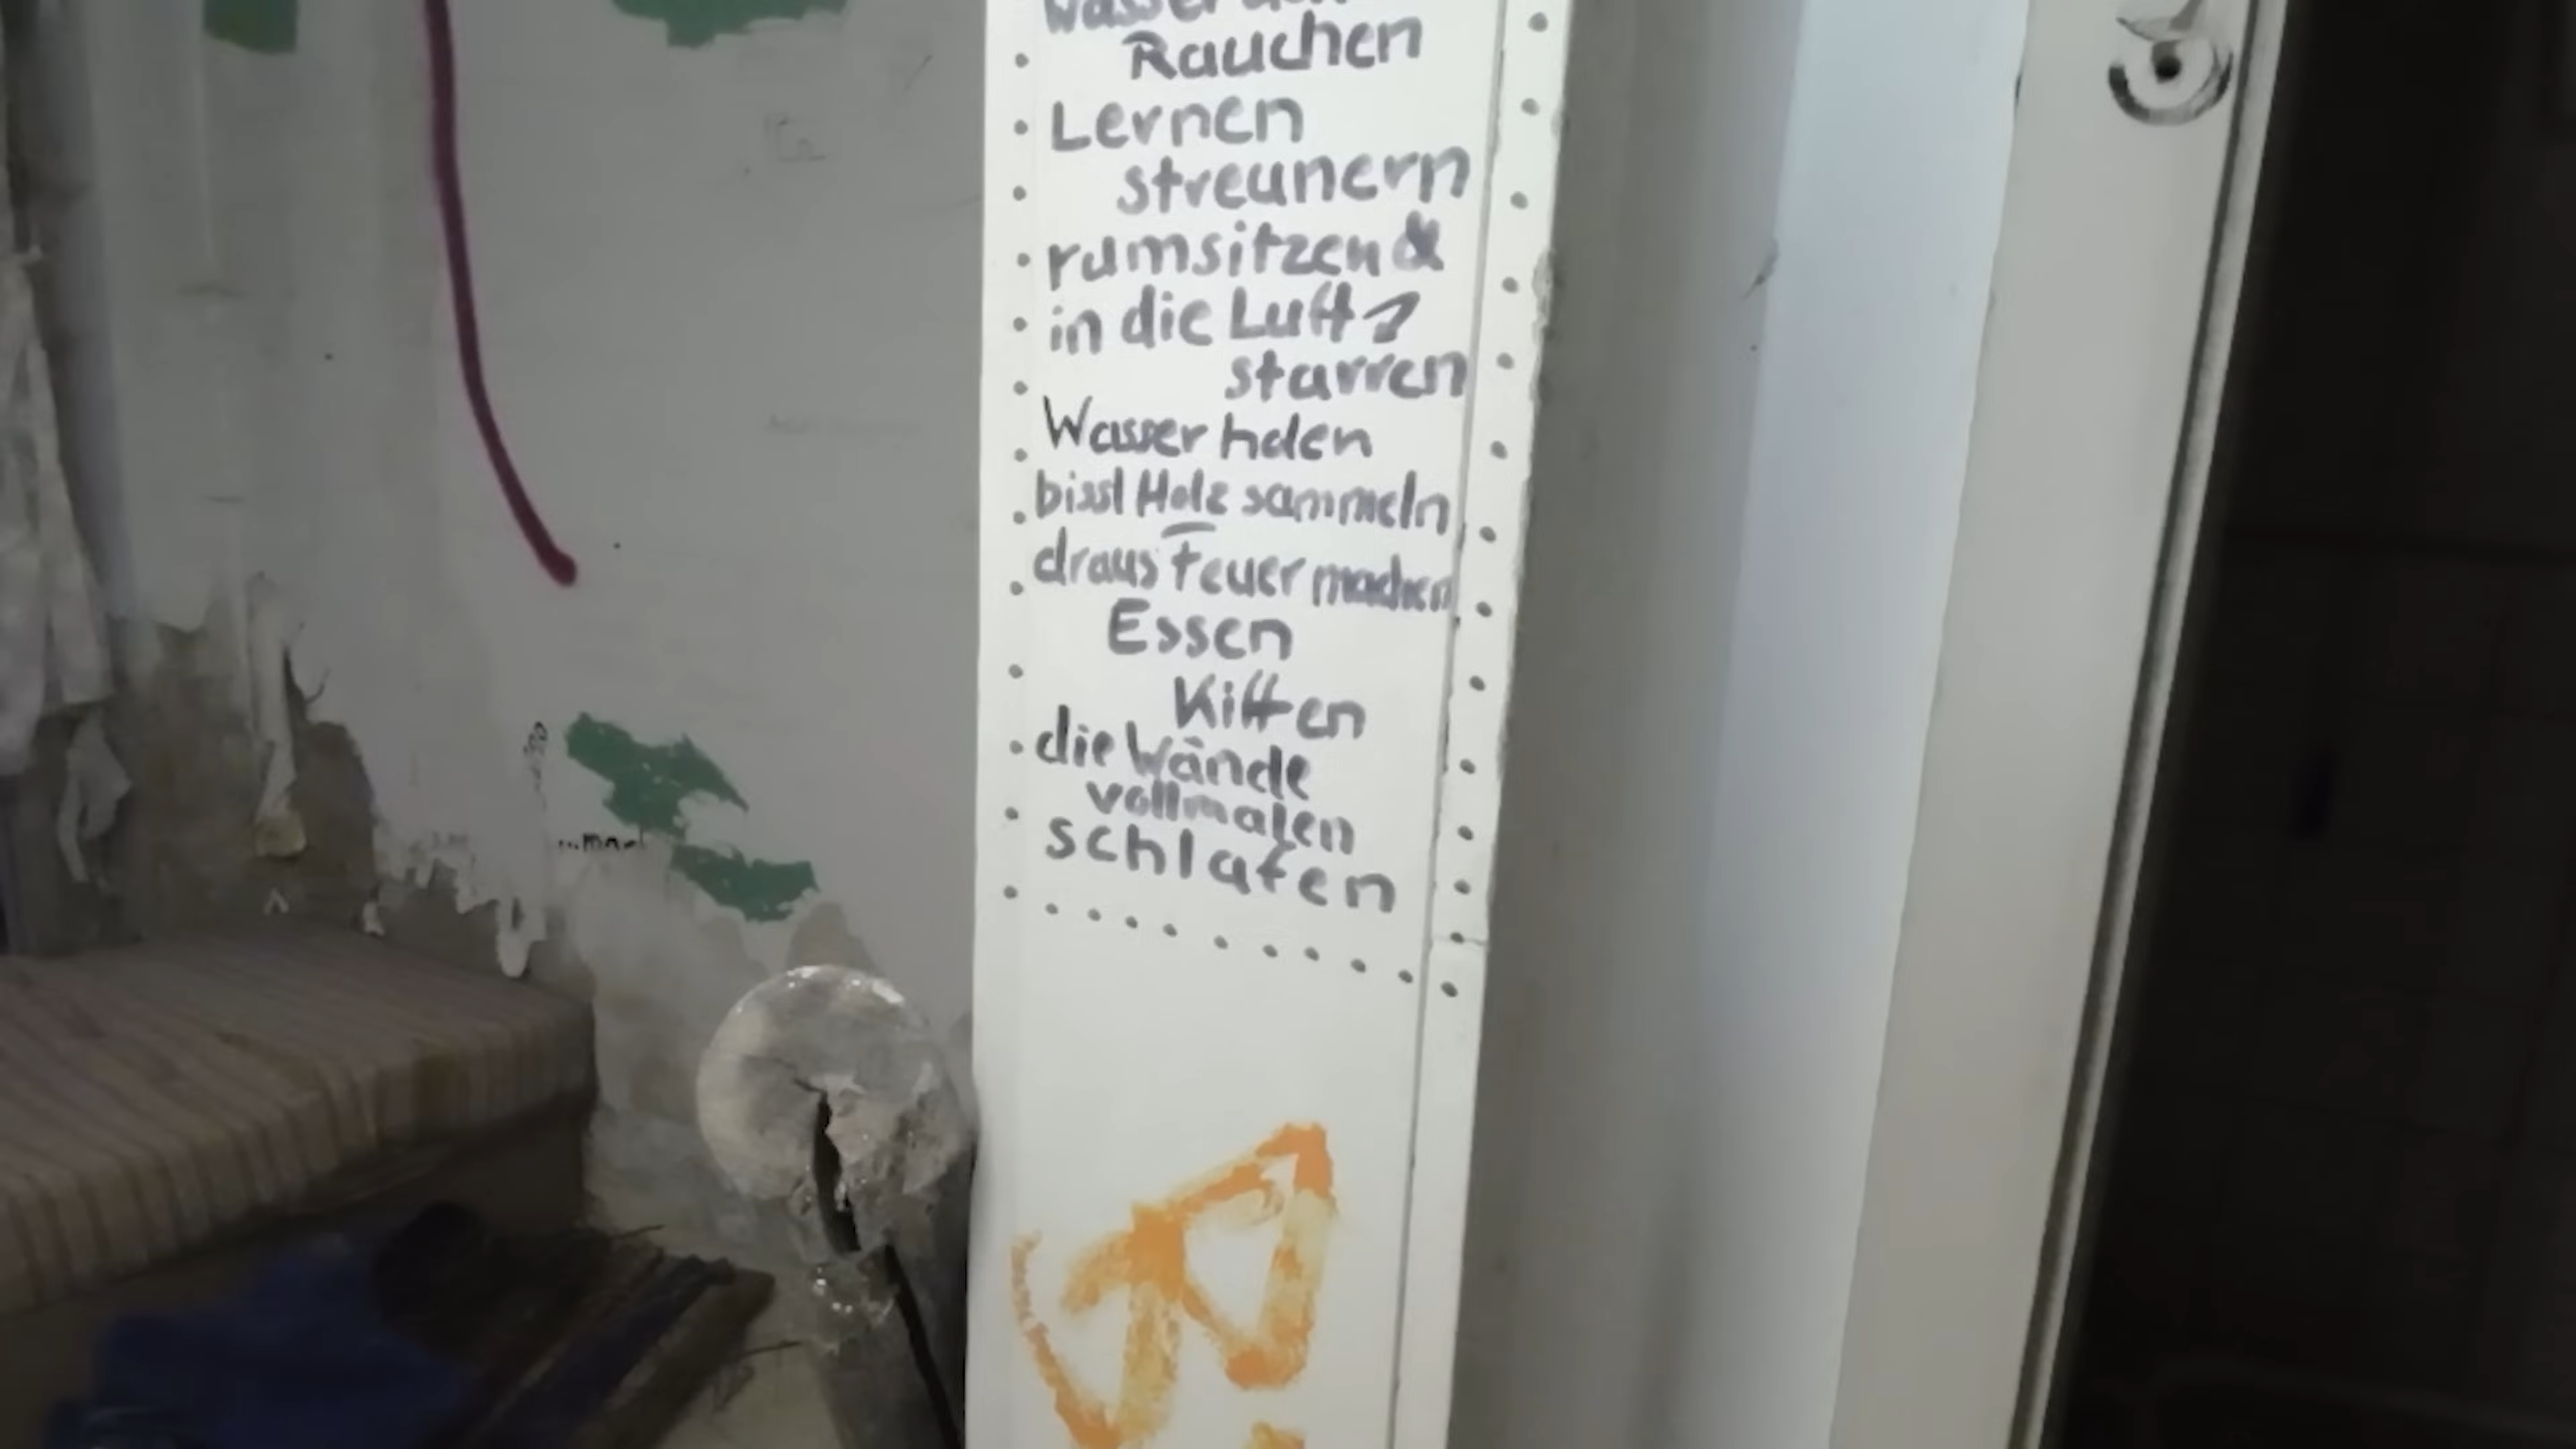 Rauchen
Lernen
streunern
rumsitzen &
in die Luft
starren
Wasser holen
bissl Holz sammeln
draus Feuer machen
Essen
Kiffen
die Wände
vollmalen
schlafen